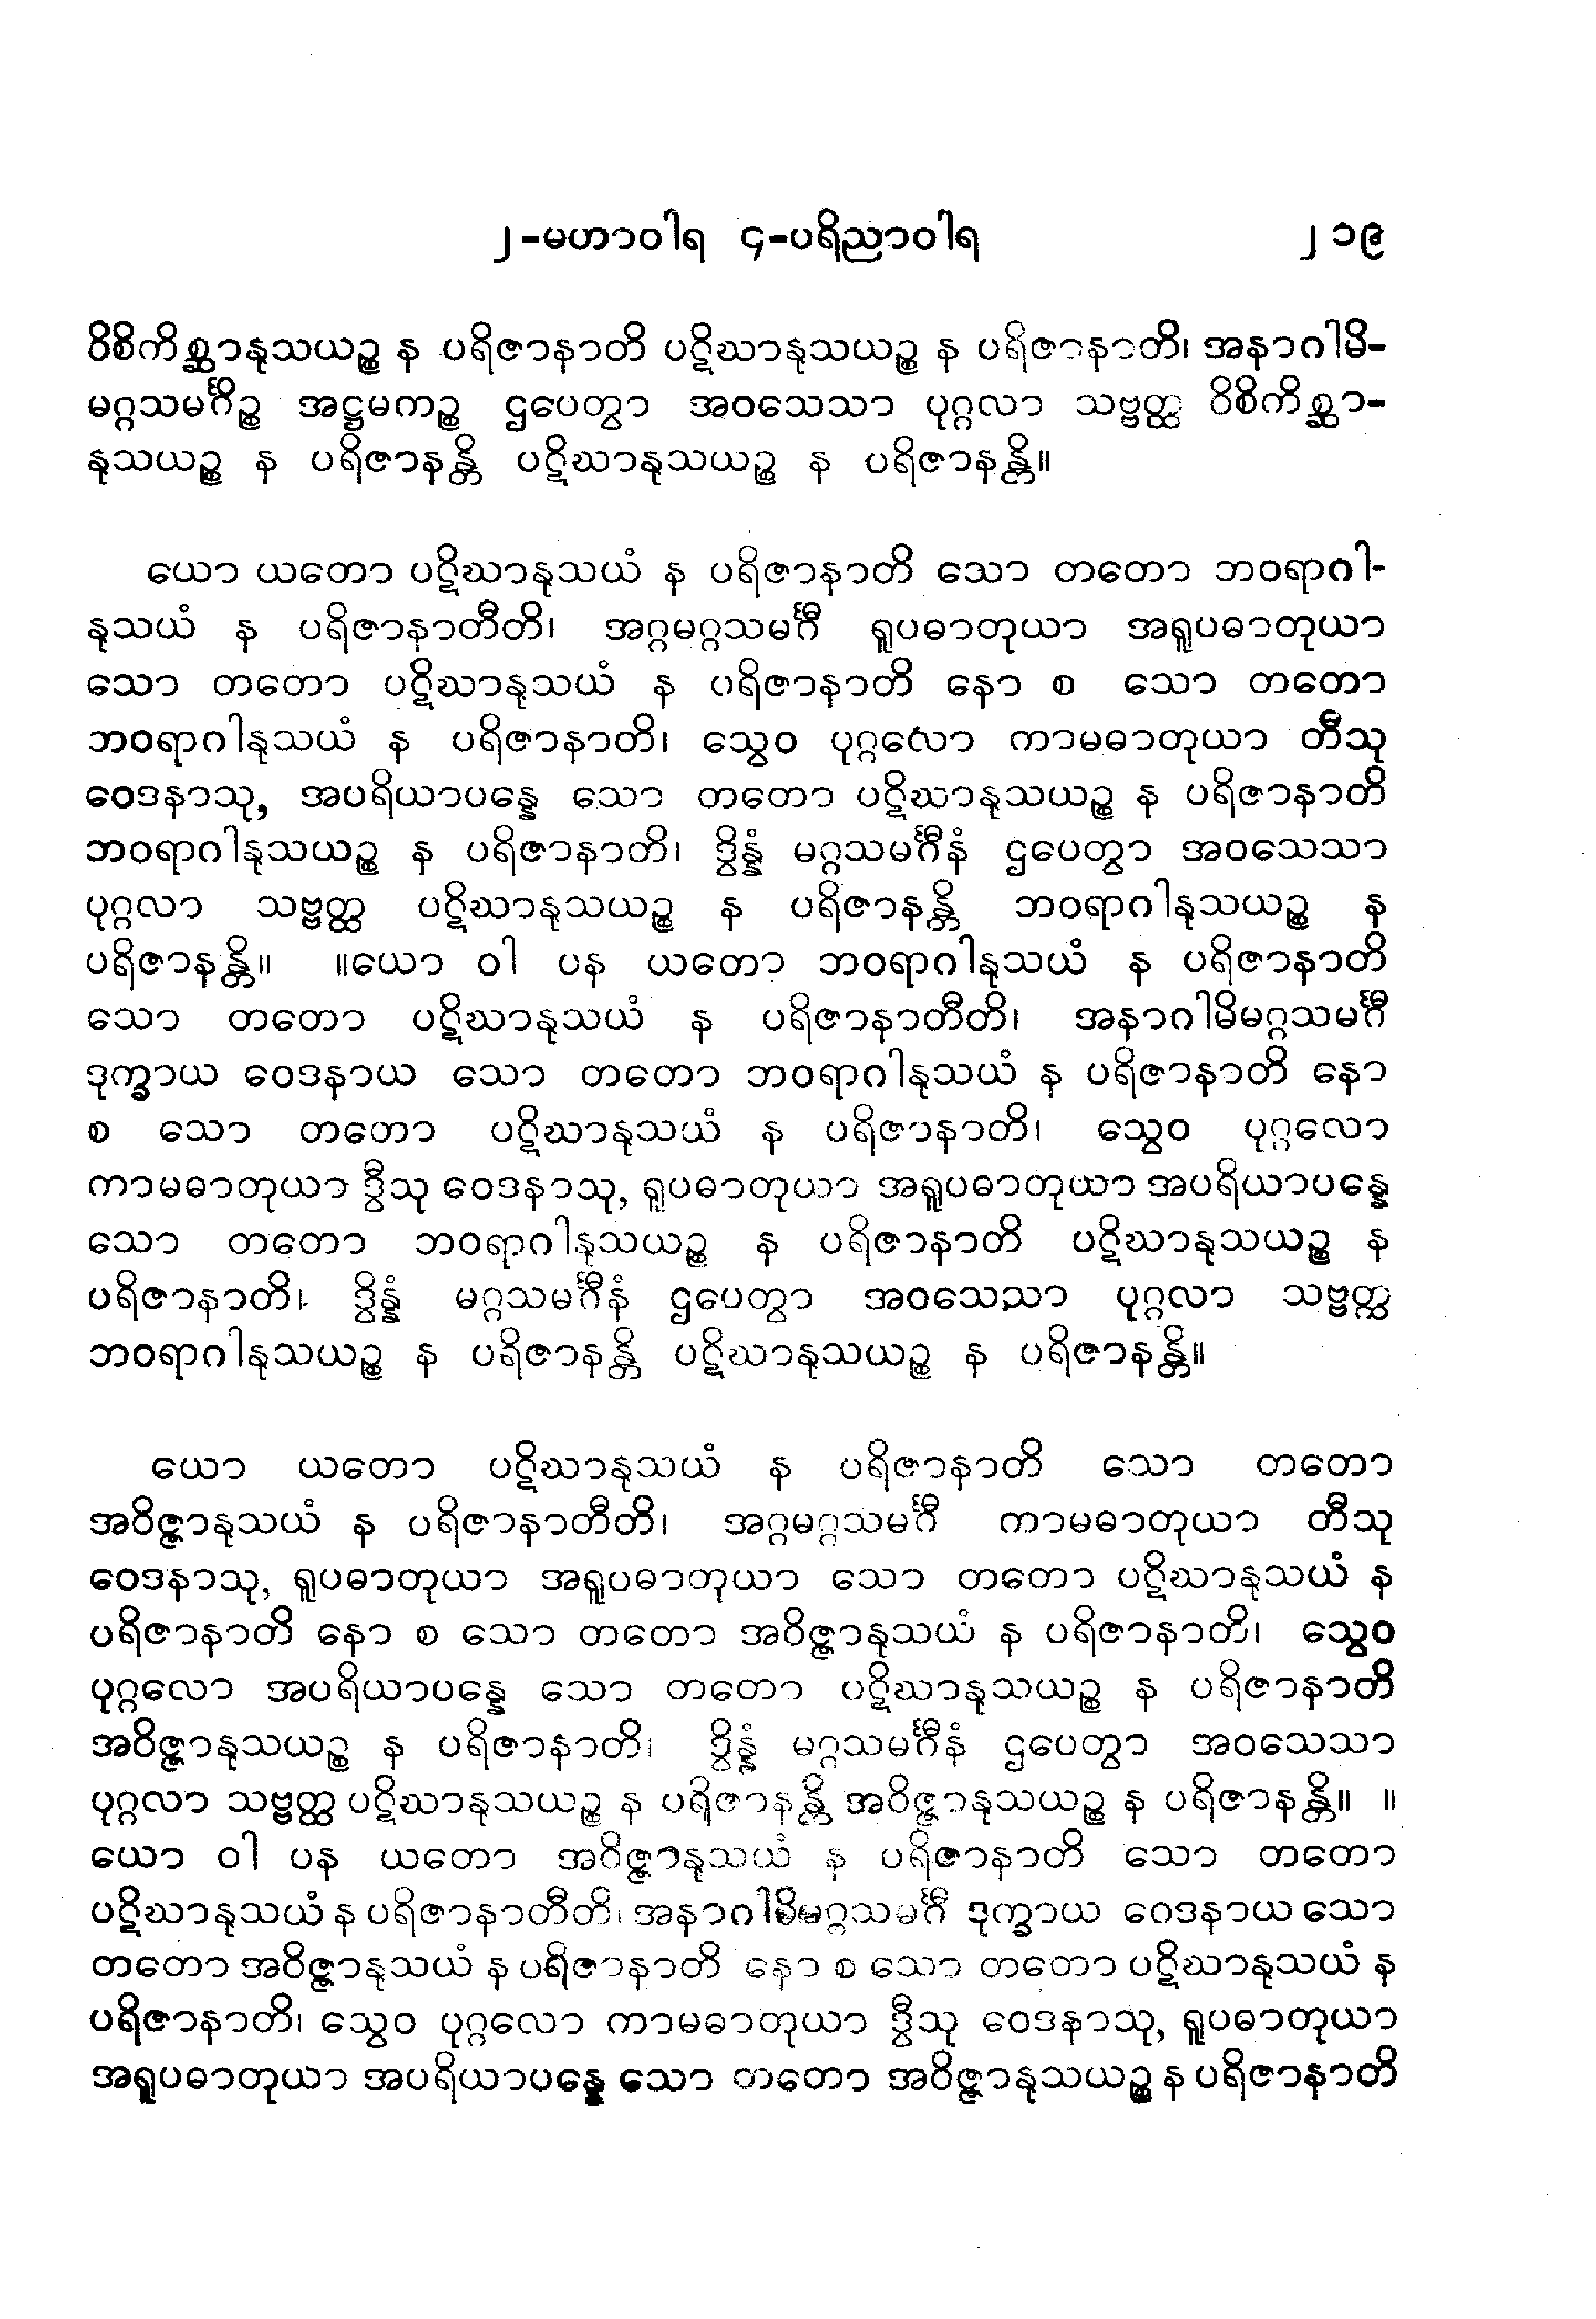 ၂-မဟာဝါရ ၄-ပရိညာဝါရ ၂၁၉
ဝိစိကိစ္ဆာနုသယဉ္စ န ပရိဇာနာတိ ပဋိဃာနုသယဉ္စ န ပရိဇာနာတိ၊ အနာဂါမိ-
မဂ္ဂသမင်္ဂိဉ္စ အဋ္ဌမကဉ္စ ဌပေတွာ အဝသေသာ ပုဂ္ဂလာ သဗ္ဗတ္ထ ဝိစိကိစ္ဆာ-
နုသယဉ္စ န ပရိဇာနန္တိ ပဋိဃာနုသယဉ္စ န ပရိဇာနန္တိ။
ယော ယတော ပဋိဃာနုသယံ န ပရိဇာနာတိ သော တတော ဘဝရာဂါ-
နုသယံ န ပရိဇာနာတီတိ၊ အဂ္ဂမဂ္ဂသမင်္ဂီ ရူပဓာတုယာ အရူပဓာတုယာ
သော တတော ပဋိဃာနုသယံ န ပရိဇာနာတိ နော စ သော တတော
ဘဝရာဂါနုသယံ န ပရိဇာနာတိ၊ သွေဝ ပုဂ္ဂလော ကာမဓာတုယာ တီသု
ဝေဒနာသု, အပရိယာပန္နေ သော တတော ပဋိဃာနုသယဉ္စ န ပရိဇာနာတိ
ဘဝရာဂါနုသယဉ္စ န ပရိဇာနာတိ၊ ဒွိန္နံ မဂ္ဂသမင်္ဂီနံ ဌပေတွာ အဝသေသာ
ပုဂ္ဂလာ သဗ္ဗတ္ထ ပဋိဃာနုသယဉ္စ န ပရိဇာနန္တိ ဘဝရာဂါနုသယဉ္စ န
ပရိဇာနန္တိ။ ။ယော ဝါ ပန ယတော ဘဝရာဂါနုသယံ န ပရိဇာနာတိ
သော တတော ပဋိဃာနုသယံ န ပရိဇာနာတီတိ၊ အနာဂါမိမဂ္ဂသမင်္ဂီ
ဒုက္ခာယ ဝေဒနာယ သော တတော ဘဝရာဂါနုသယံ န ပရိဇာနာတိ နော
စ သော တတော ပဋိဃာနုသယံ န ပရိဇာနာတိ၊ သွေဝ ပုဂ္ဂလော
ကာမဓာတုယာ ဒွီသု ဝေဒနာသု, ရူပဓာတုယာ အရူပဓာတုယာ အပရိယာပန္နေ
သော တတော ဘဝရာဂါနုသယဉ္စ န ပရိဇာနာတိ ပဋိဃာနုသယဉ္စ န
ပရိဇာနာတိ၊ ဒွိန္နံ မဂ္ဂသမင်္ဂီနံ ဌပေတွာ အဝသေသာ ပုဂ္ဂလာ သဗ္ဗတ္ထ
ဘဝရာဂါနုသယဉ္စ န ပရိဇာနန္တိ ပဋိဃာနုသယဉ္စ န ပရိဇာနန္တိ။
ယော ယတော ပဋိဃာနုသယံ န ပရိဇာနာတိ သော တတော
အဝိဇ္ဇာနုသယံ န ပရိဇာနာတီတိ၊ အဂ္ဂမဂ္ဂသမင်္ဂီ ကာမဓာတုယာ တီသု
ဝေဒနာသု, ရူပဓာတုယာ အရူပဓာတုယာ သော တတော ပဋိဃာနုသယံ န
ပရိဇာနာတိ နော စ သော တတော အဝိဇ္ဇာနုသယံ န ပရိဇာနာတိ၊ သွေဝ
ပုဂ္ဂလော အပရိယာပန္နေ သော တတော ပဋိဃာနုသယဉ္စ န ပရိဇာနာတိ
အဝိဇ္ဇာနုသယဉ္စ န ပရိဇာနာတိ၊ ဒွိန္နံ မဂ္ဂသမင်္ဂီနံ ဌပေတွာ အဝသေသာ
ပုဂ္ဂလာ သဗ္ဗတ္ထ ပဋိဃာနုသယဉ္စ န ပရိဇာနန္တိ အဝိဇ္ဇာနုသယဉ္စ န ပရိဇာနန္တိ။ ။
ယော ဝါ ပန ယတော အဝိဇ္ဇာနုသယံ န ပရိဇာနာတိ သော တတော
ပဋိဃာနုသယံ န ပရိဇာနာတီတိ၊ အနာဂါမိမဂ္ဂသမင်္ဂီ ဒုက္ခာယ ဝေဒနာယ သော
တတော အဝိဇ္ဇာနုသယံ န ပရိဇာနာတိ နော စ သော တတော ပဋိဃာနုသယံ န
ပရိဇာနာတိ၊ သွေဝ ပုဂ္ဂလော ကာမဓာတုယာ ဒွီသု ဝေဒနာသု, ရူပဓာတုယာ
အရူပဓာတုယာ အပရိယာပန္နေ သော တတော အဝိဇ္ဇာနုသယဉ္စ န ပရိဇာနာတိ